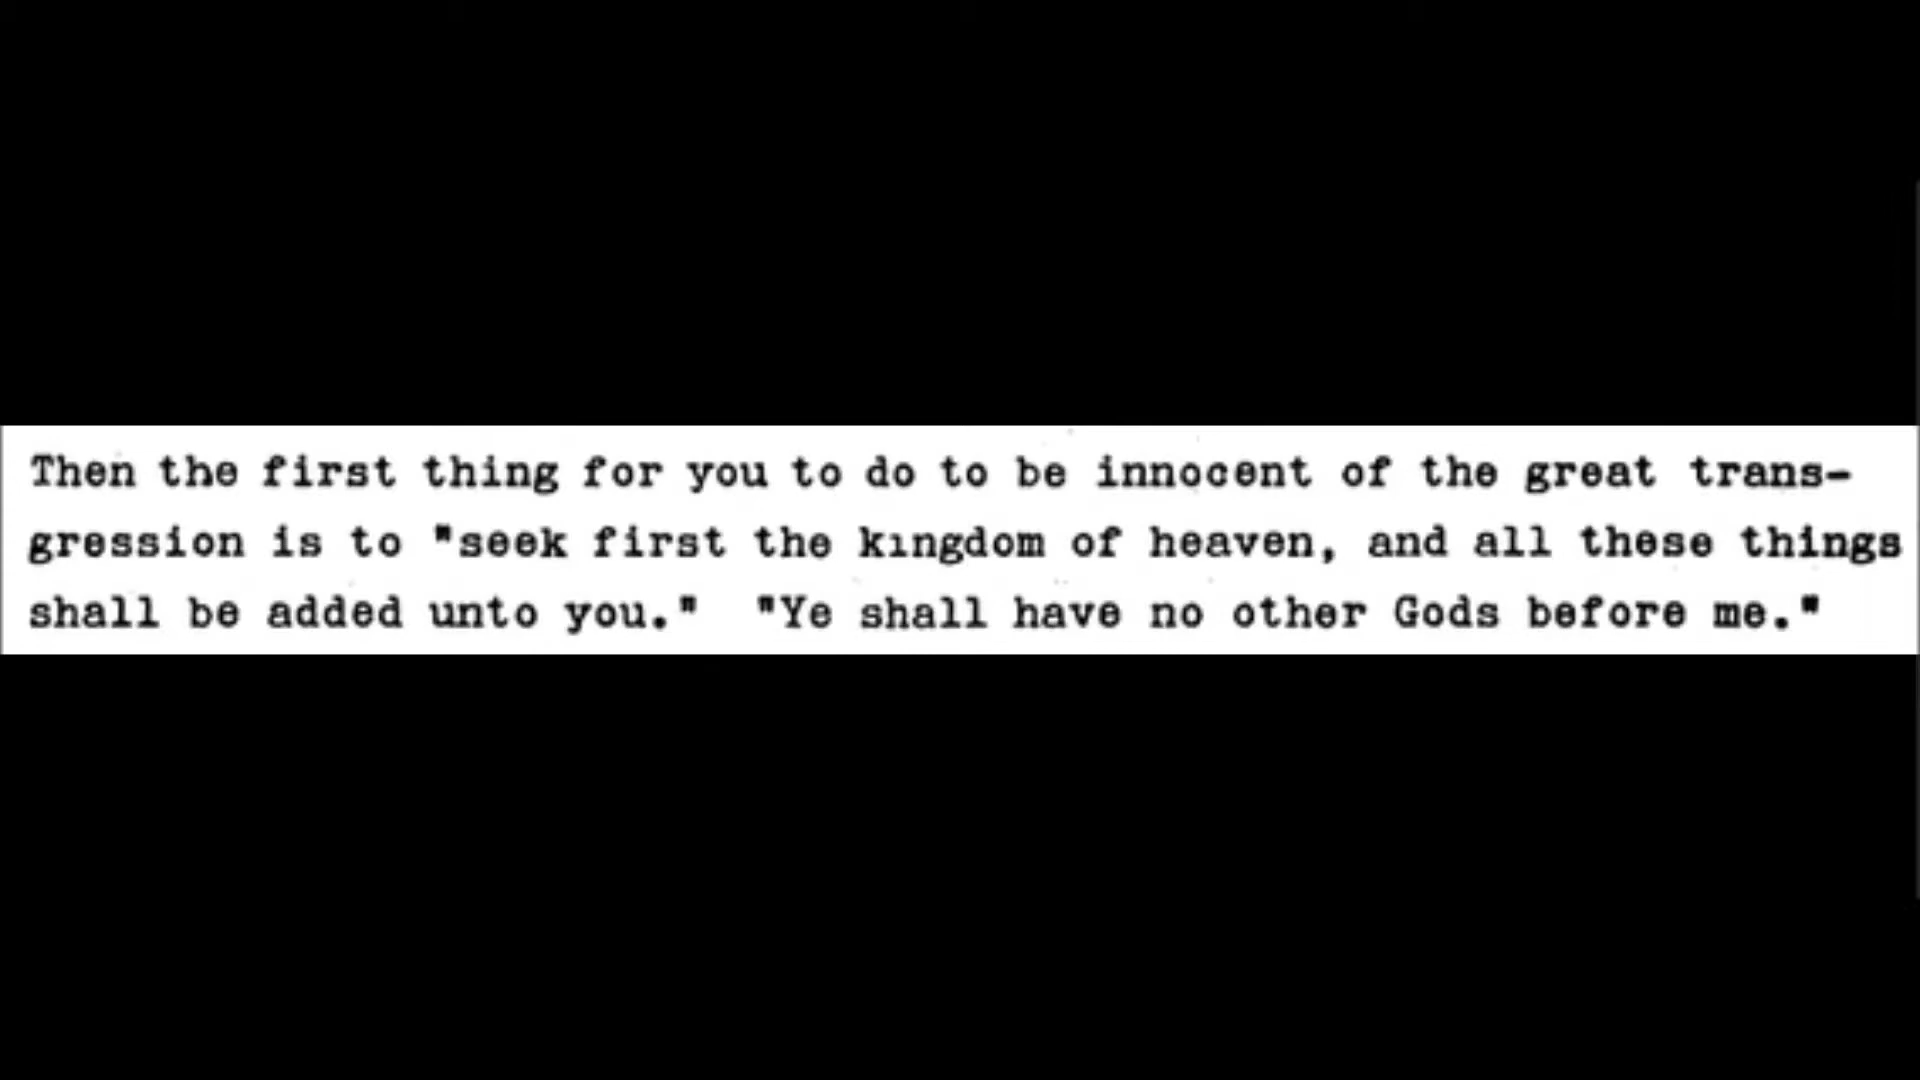 Then the first thing for you to do to be innocent of the great trans-
gression is to "seek first the kingdom of heaven, and all these things
shall be added unto you."  "Ye shall have no other Gods before me."